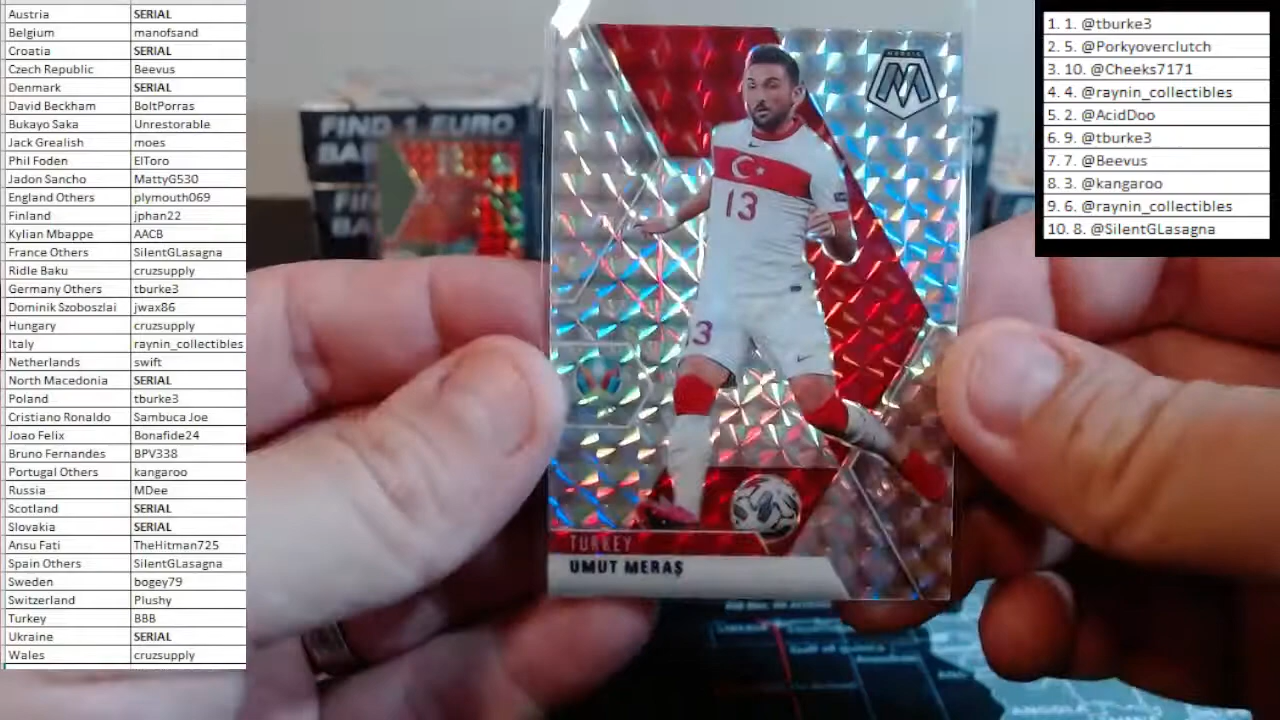 Austria SERIAL
Belgium manofsand
Croatia SERIAL
Czech Republic Beevus
Denmark SERIAL
David Beckham BoltPorras
Bukayo Saka Unrestorable
Jack Grealish moes
Phil Foden ElToro
Jadon Sancho MattyG530
England Others plymouth069
Finland jphan22
Kylian Mbappe AACB
France Others SilentGLasagna
Ridle Baku cruzsupply
Germany Others tburke3
Dominik Szoboszlai jwax86
Hungary cruzsupply
Italy raynin_collectibles
Netherlands swift
North Macedonia SERIAL
Poland tburke3
Cristiano Ronaldo Sambuca Joe
Joao Felix Bonafide24
Bruno Fernandes BPV338
Portugal Others kangaroo
Russia MDee
Scotland SERIAL
Slovakia SERIAL
Ansu Fati TheHitman725
Spain Others SilentGLasagna
Sweden bogey79
Switzerland Plushy
Turkey BBB
Ukraine SERIAL
Wales cruzsupply
1 EURO
MOSAIC
M
13
3
TURKEY
UMUT MERAŞ
1. 1. @tburke3
2. 5. @Porkyoverclutch
3. 10. @Cheeks7171
4. 4. @raynin_collectibles
5. 2. @AcidDoo
6. 9. @tburke3
7. 7. @Beevus
8. 3. @kangaroo
9. 6. @raynin_collectibles
10. 8. @SilentGLasagna